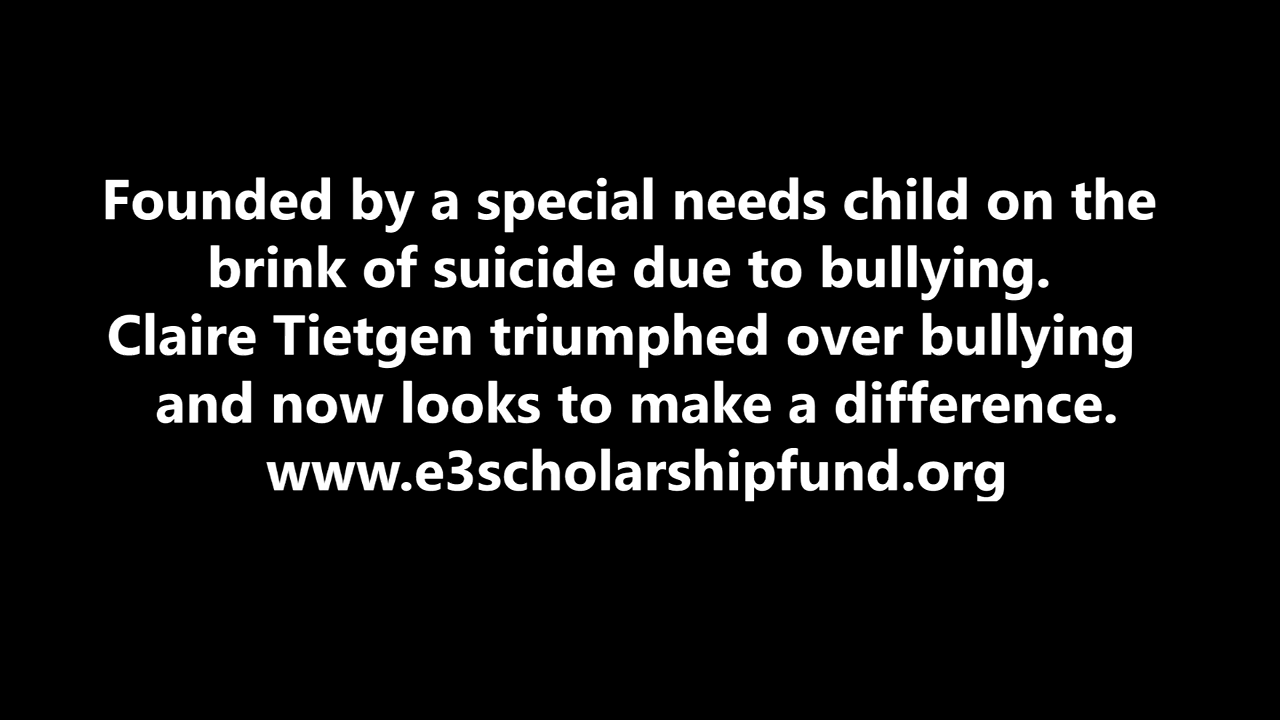 Founded by a special needs child on the
brink of suicide due to bullying.
Claire Tietgen triumphed over bullying
and now looks to make a difference.
www.e3scholarshipfund.org